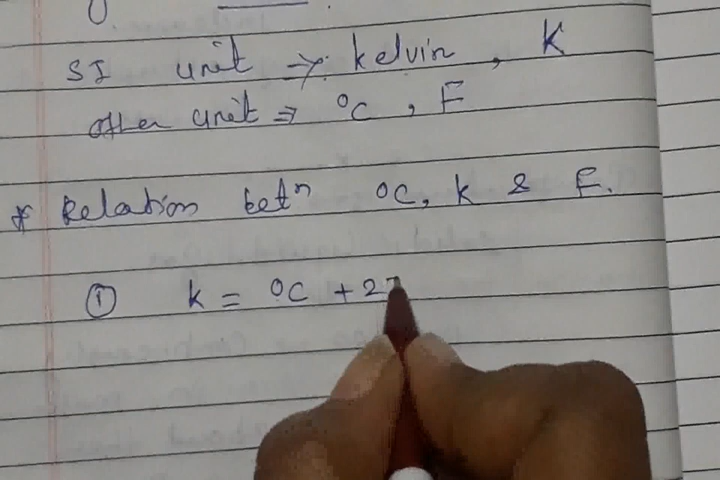 SI unit → kelvin, K
other unit ⇒ °C, F
* Relation betⁿ °C, k & F.
① k = °C + 27